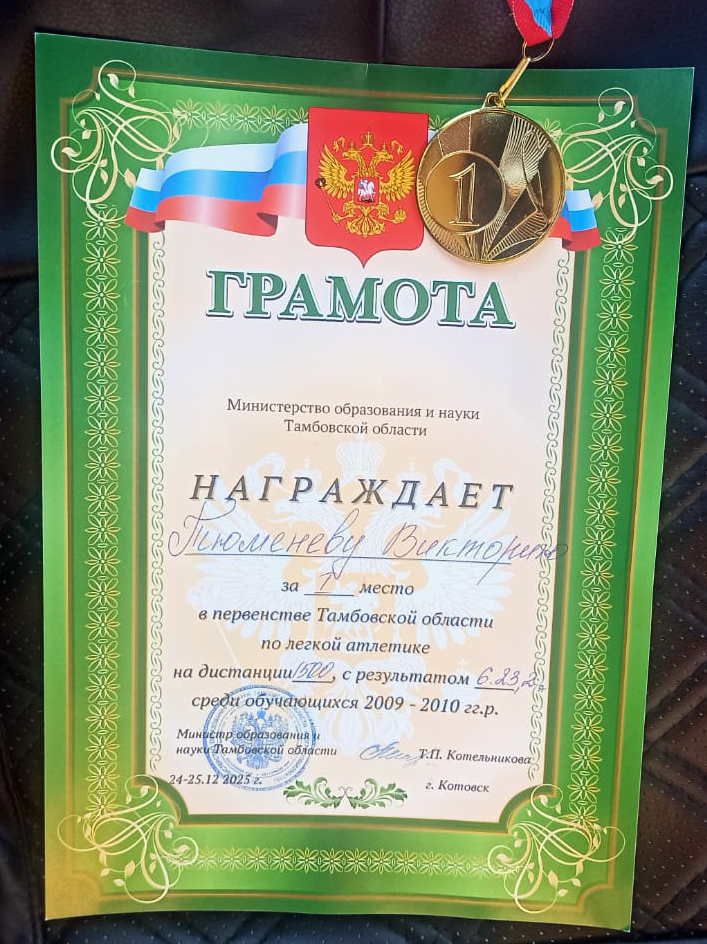 1
ГРАМОТА
Министерство образования и науки
Тамбовской области
НАГРАЖДАЕТ
Тюменеву Викторию
за I место
в первенстве Тамбовской области
по легкой атлетике
на дистанции 1500, с результатом 6.23,2
среди обучающихся 2009 - 2010 гг.р.
Министр образования и
науки Тамбовской области Т.П. Котельникова
24-25.12 2025 г. г. Котовск